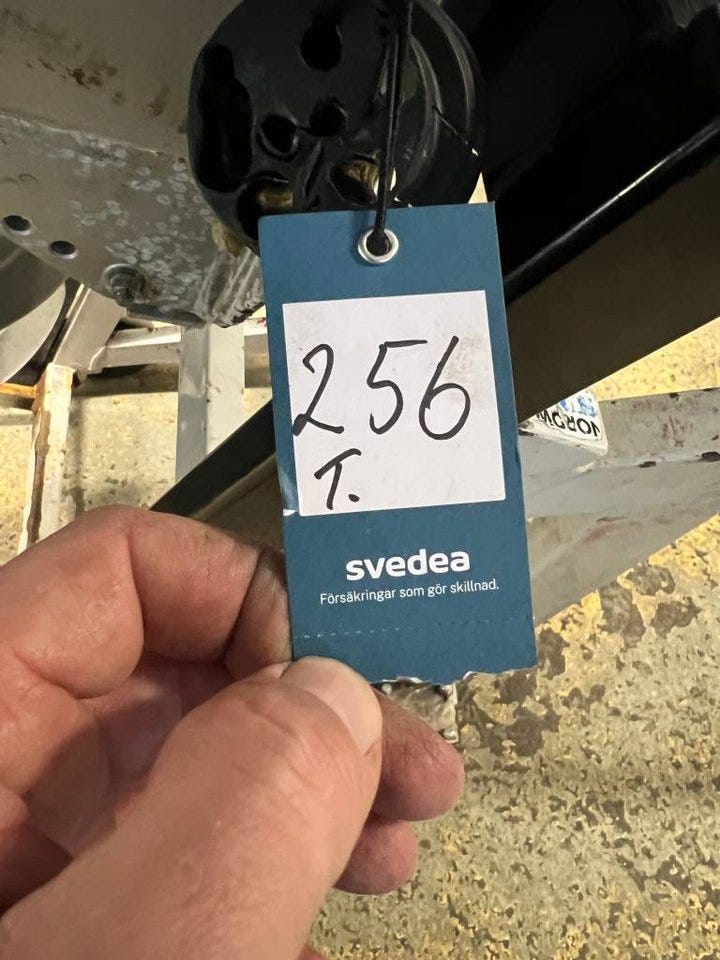 256
T.
svedea
Försäkringar som gör skillnad.